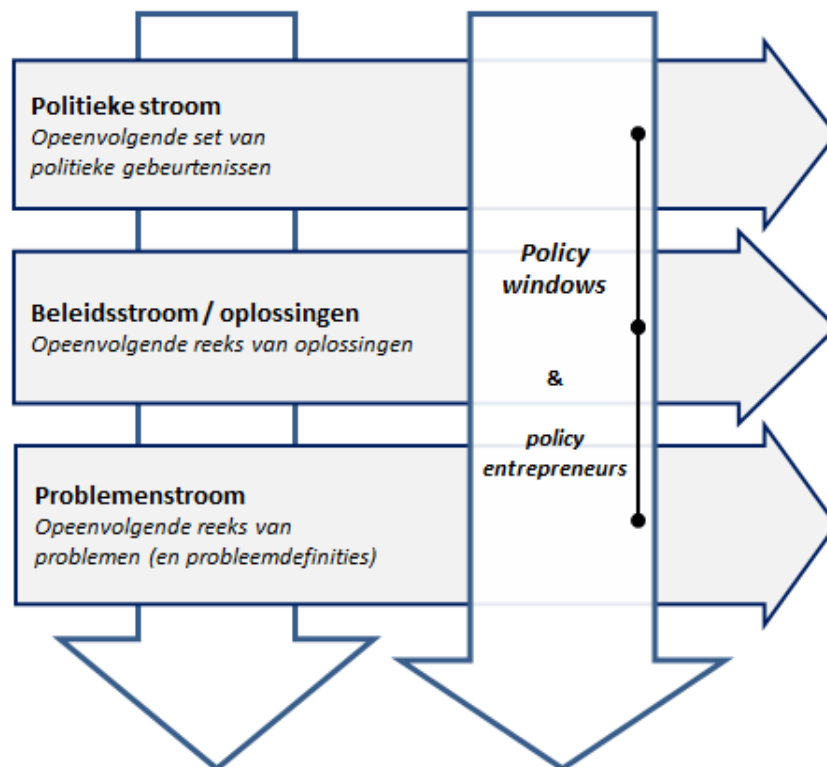 Politieke stroom
Opeenvolgende set van
politieke gebeurtenissen
Beleidsstroom / oplossingen
Opeenvolgende reeks van oplossingen
Problemenstroom
Opeenvolgende reeks van
problemen (en probleemdefinities)
Policy
windows
&
policy
entrepreneurs